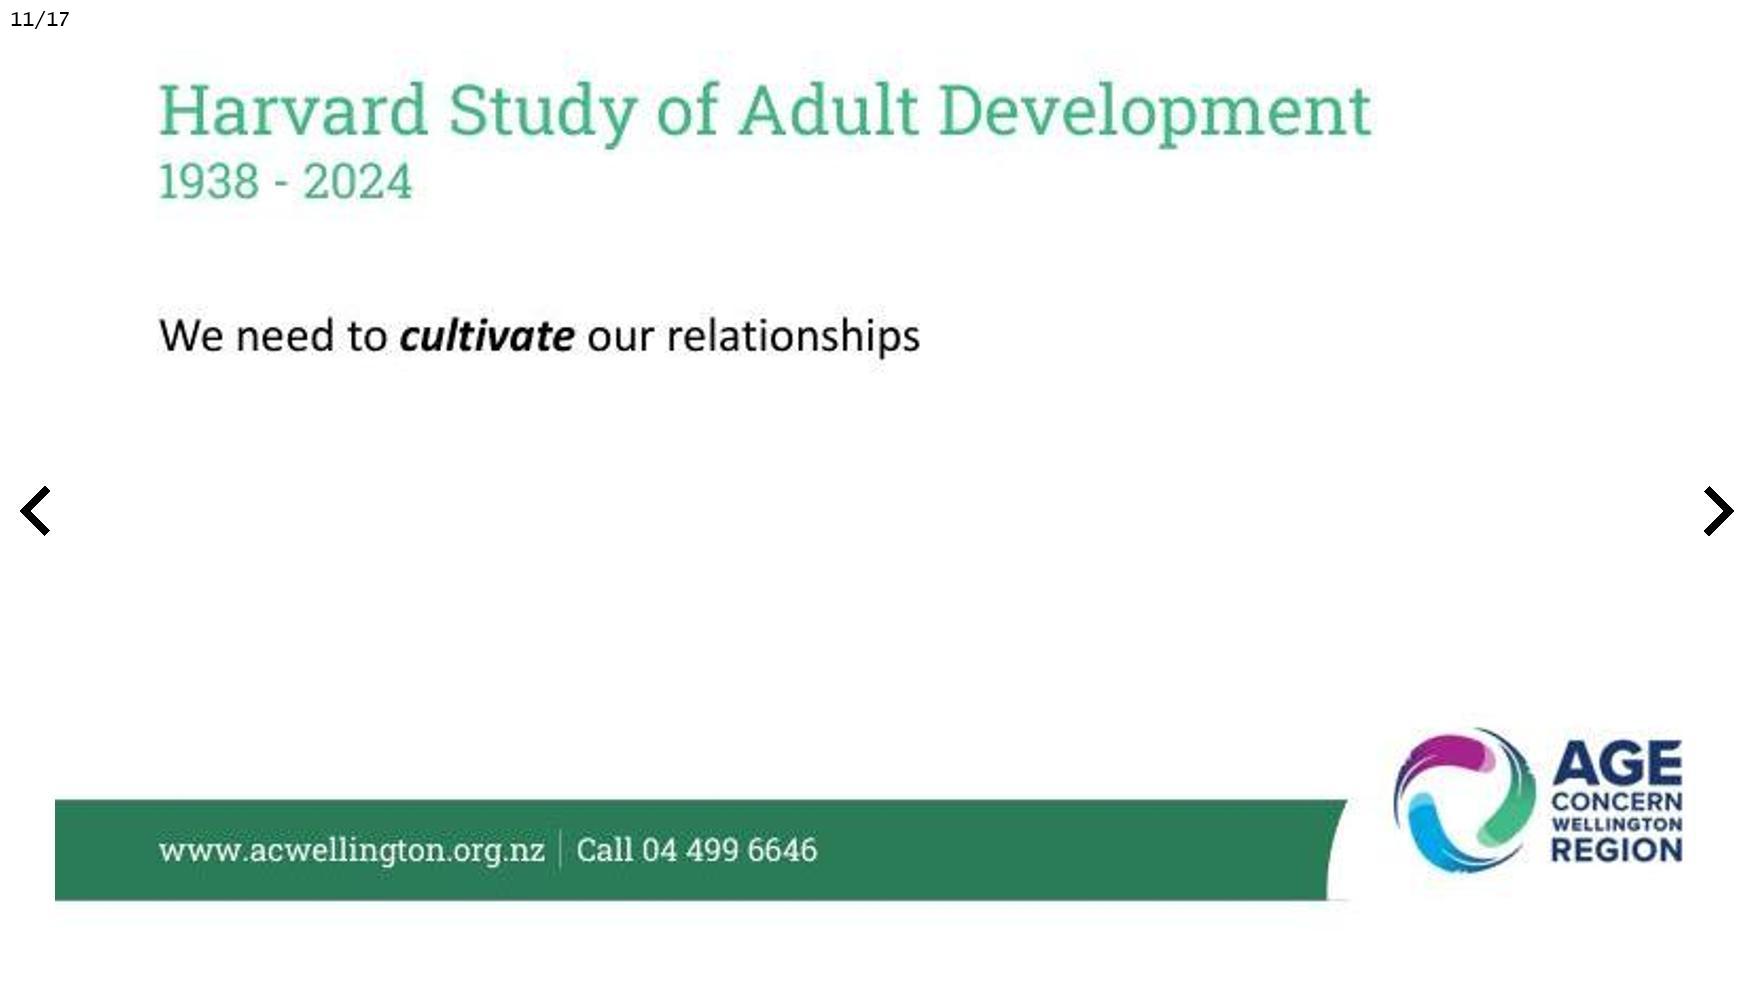 11/17
Harvard Study of Adult Development
1938 - 2024
We need to cultivate our relationships
www.acwellington.org.nz | Call 04 499 6646
AGE
CONCERN
WELLINGTON
REGION